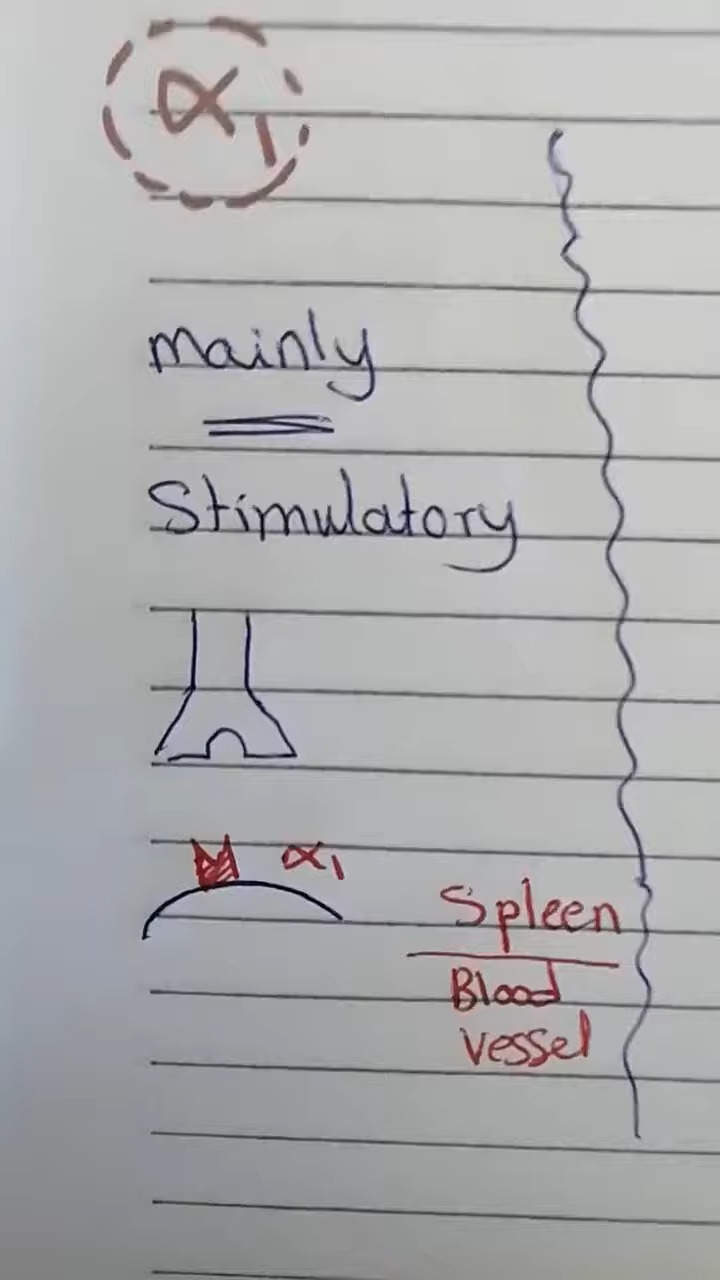 α1
mainly
Stimulatory
α1
Spleen
Blood
vessel